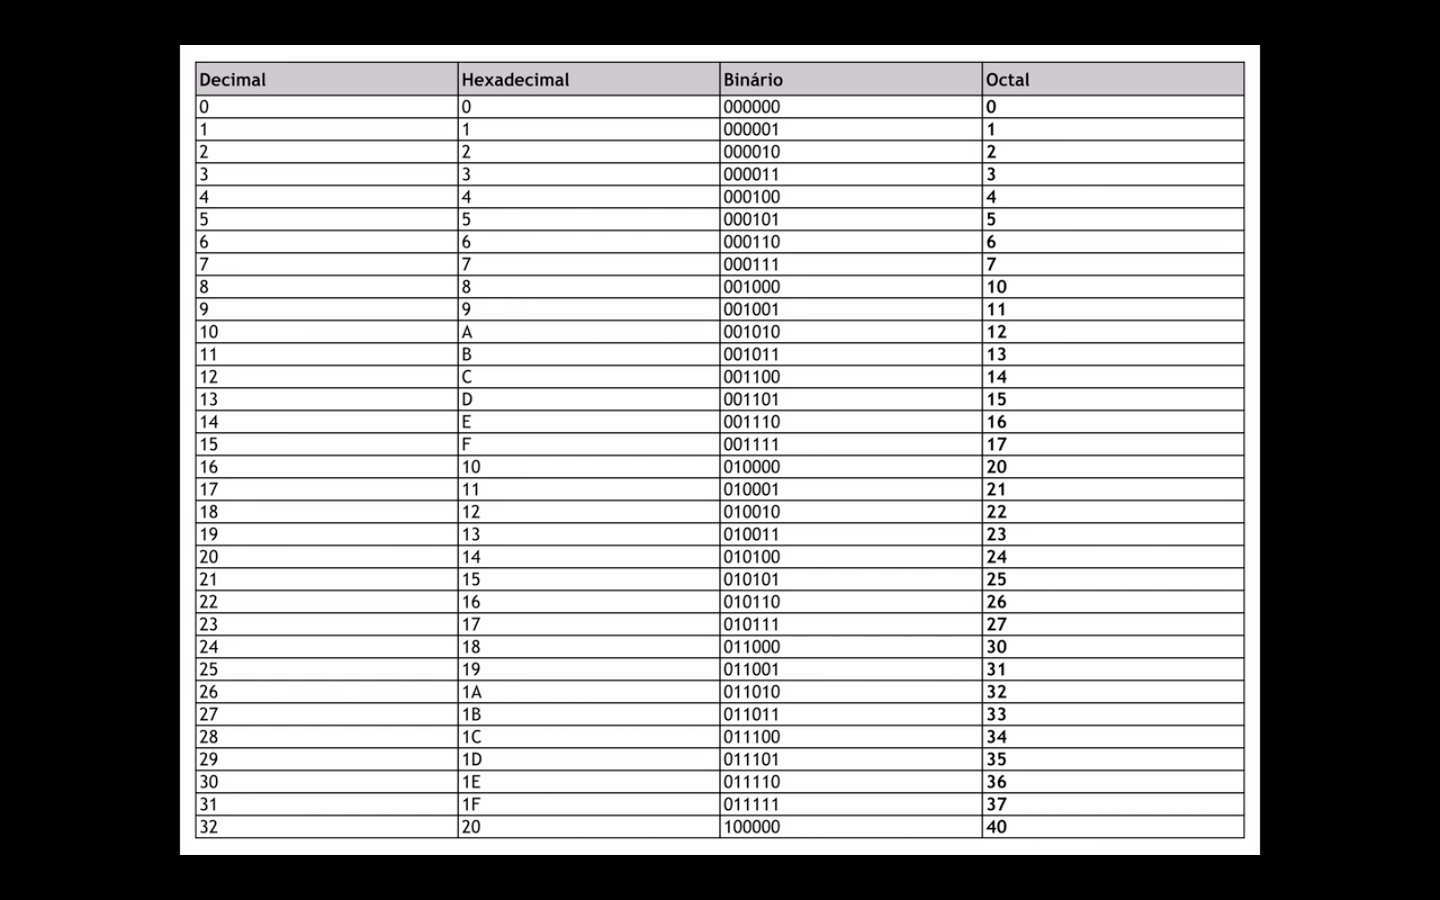 Decimal Hexadecimal Binário Octal
0 0 000000 0
1 1 000001 1
2 2 000010 2
3 3 000011 3
4 4 000100 4
5 5 000101 5
6 6 000110 6
7 7 000111 7
8 8 001000 10
9 9 001001 11
10 A 001010 12
11 B 001011 13
12 C 001100 14
13 D 001101 15
14 E 001110 16
15 F 001111 17
16 10 010000 20
17 11 010001 21
18 12 010010 22
19 13 010011 23
20 14 010100 24
21 15 010101 25
22 16 010110 26
23 17 010111 27
24 18 011000 30
25 19 011001 31
26 1A 011010 32
27 1B 011011 33
28 1C 011100 34
29 1D 011101 35
30 1E 011110 36
31 1F 011111 37
32 20 100000 40